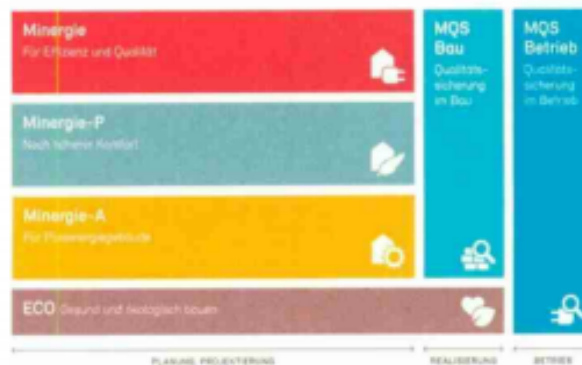 Minergie
Für Effizienz und Qualität
Minergie-P
Noch höherer Komfort
Minergie-A
Für Plusenergiegebäude
ECO Gesund und ökologisch bauen
MQS
Bau
Qualitäts-
sicherung
im Bau
MQS
Betrieb
Qualitäts-
sicherung
im Betrieb
PLANUNG, PROJEKTIERUNG
REALISIERUNG
BETRIEB